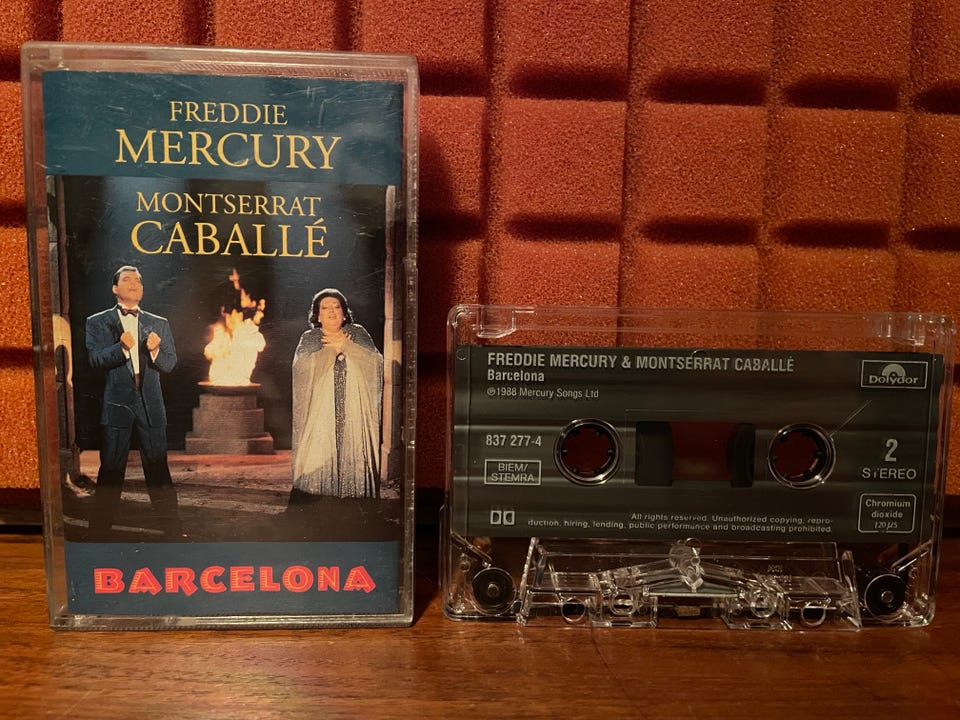 FREDDIE
MERCURY
MONTSERRAT
CABALLÉ
BARCELONA
FREDDIE MERCURY & MONTSERRAT CABALLÉ
Barcelona
℗1988 Mercury Songs Ltd
Polydor
837 277-4
BIEM/
STEMRA
2
STEREO
Chromium
dioxide
120 µS
All rights reserved. Unauthorized copying, repro-
duction, hiring, lending, public performance and broadcasting prohibited.